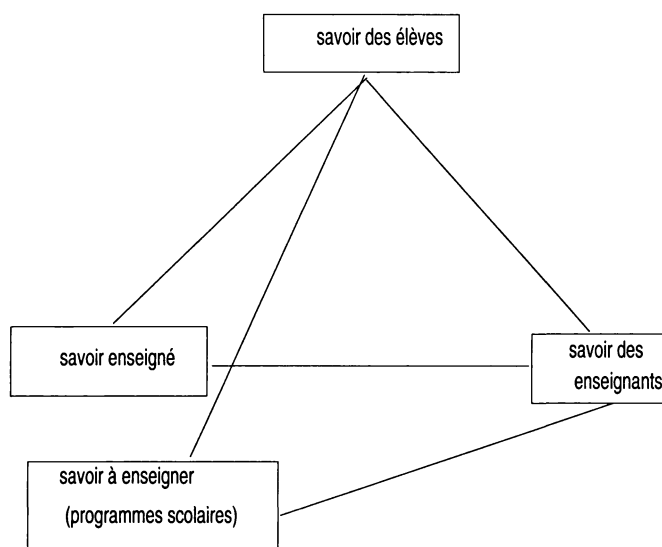 savoir des élèves
savoir enseigné
savoir des
enseignants
savoir à enseigner
(programmes scolaires)